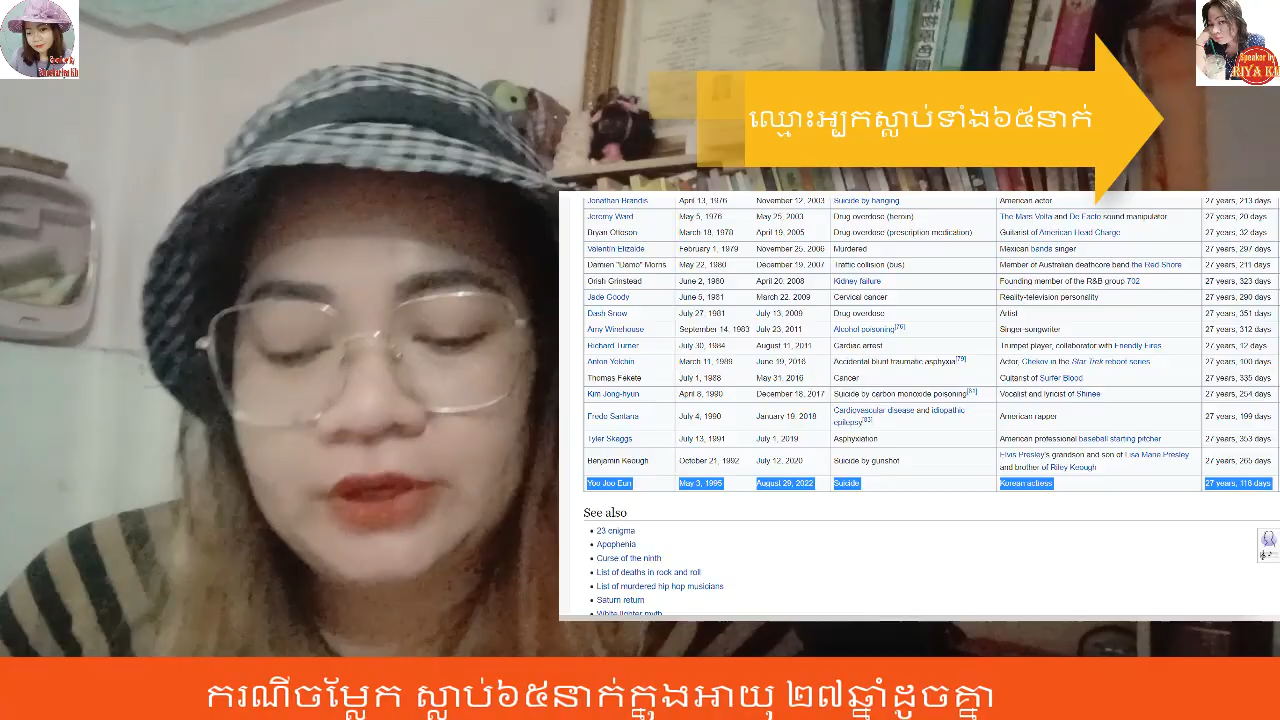 Speaker by
RIYA KH
ឈ្មោះអ្នកស្លាប់ទាំង៦៥នាក់
Jonathan Brandis April 13, 1976 November 12, 2003 Suicide by hanging American actor 27 years, 213 days
Jeremy Ward May 5, 1976 May 25, 2003 Drug overdose (heroin) The Mars Volta and De Facto sound manipulator 27 years, 20 days
Bryan Ottoson March 18, 1978 April 19, 2005 Drug overdose (prescription medication) Guitarist of American Head Charge 27 years, 32 days
Valentín Elizalde February 1, 1979 November 25, 2006 Murdered Mexican banda singer 27 years, 297 days
Damien "Damo" Morris May 22, 1980 December 19, 2007 Traffic collision (bus) Member of Australian deathcore band the Red Shore 27 years, 211 days
Orish Grinstead June 2, 1980 April 20, 2008 Kidney failure Founding member of the R&B group 702 27 years, 323 days
Jade Goody June 5, 1981 March 22, 2009 Cervical cancer Reality-television personality 27 years, 290 days
Dash Snow July 27, 1981 July 13, 2009 Drug overdose Artist 27 years, 351 days
Amy Winehouse September 14, 1983 July 23, 2011 Alcohol poisoning[76] Singer-songwriter 27 years, 312 days
Richard Turner July 30, 1984 August 11, 2011 Cardiac arrest Trumpet player, collaborator with Friendly Fires 27 years, 12 days
Anton Yelchin March 11, 1989 June 19, 2016 Accidental blunt traumatic asphyxia[79] Actor, Chekov in the Star Trek reboot series 27 years, 100 days
Thomas Fekete July 1, 1988 May 31, 2016 Cancer Guitarist of Surfer Blood 27 years, 335 days
Kim Jong-hyun April 8, 1990 December 18, 2017 Suicide by carbon monoxide poisoning[81] Vocalist and lyricist of Shinee 27 years, 254 days
Fredo Santana July 4, 1990 January 19, 2018 Cardiovascular disease and idiopathic epilepsy[83] American rapper 27 years, 199 days
Tyler Skaggs July 13, 1991 July 1, 2019 Asphyxiation American professional baseball starting pitcher 27 years, 353 days
Benjamin Keough October 21, 1992 July 12, 2020 Suicide by gunshot Elvis Presley's grandson and son of Lisa Marie Presley and brother of Riley Keough 27 years, 265 days
Yoo Joo Eun May 3, 1995 August 29, 2022 Suicide Korean actress 27 years, 118 days
See also
23 enigma
Apophenia
Curse of the ninth
List of deaths in rock and roll
List of murdered hip hop musicians
Saturn return
White lighter myth
ករណីចម្លែក ស្លាប់៦៥នាក់ក្នុងអាយុ ២៧ឆ្នាំដូចគ្នា